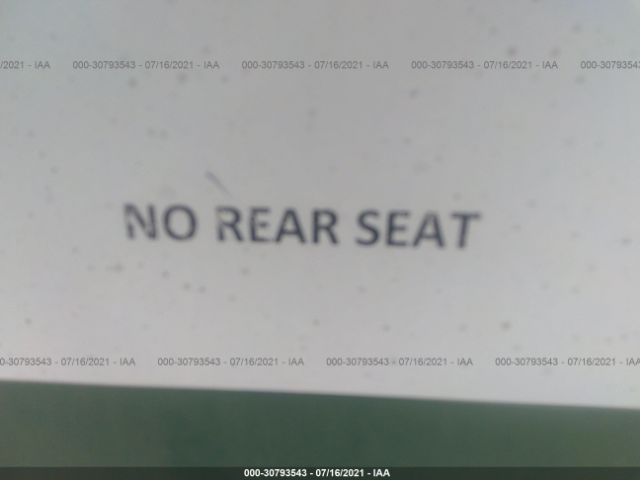 /2021 - IAA 000-30793543 - 07/16/2021 - IAA 000-30793543 - 07/16/2021 - IAA 000-30793543 - 07/16/2021 - IAA 000-30793543
NO REAR SEAT
00-30793543 - 07/16/2021 - IAA 000-30793543 - 07/16/2021 - IAA 000-30793543 - 07/16/2021 - IAA 000-30793543 - 07/16/2021 - IAA
000-30793543 - 07/16/2021 - IAA